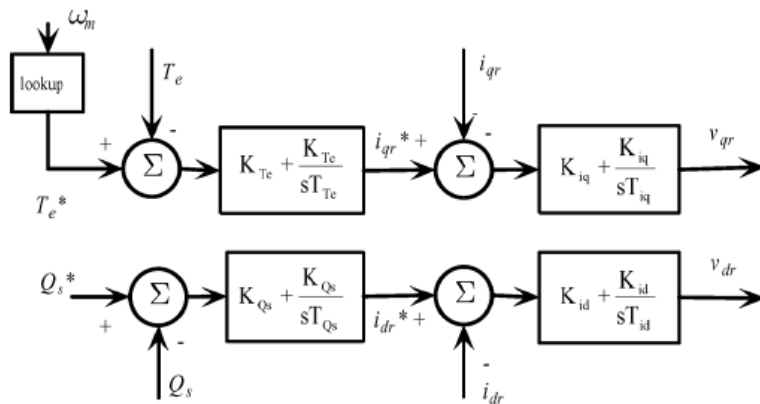 ω_m
lookup
T_e
i_qr
+
-
-
-
Σ
K_Te + K_Te/sT_Te
i_qr* +
Σ
K_iq + K_iq/sT_iq
v_qr
T_e*
Q_s*
+
-
Σ
K_Qs + K_Qs/sT_Qs
i_dr* +
Σ
K_id + K_id/sT_id
v_dr
Q_s
-
i_dr